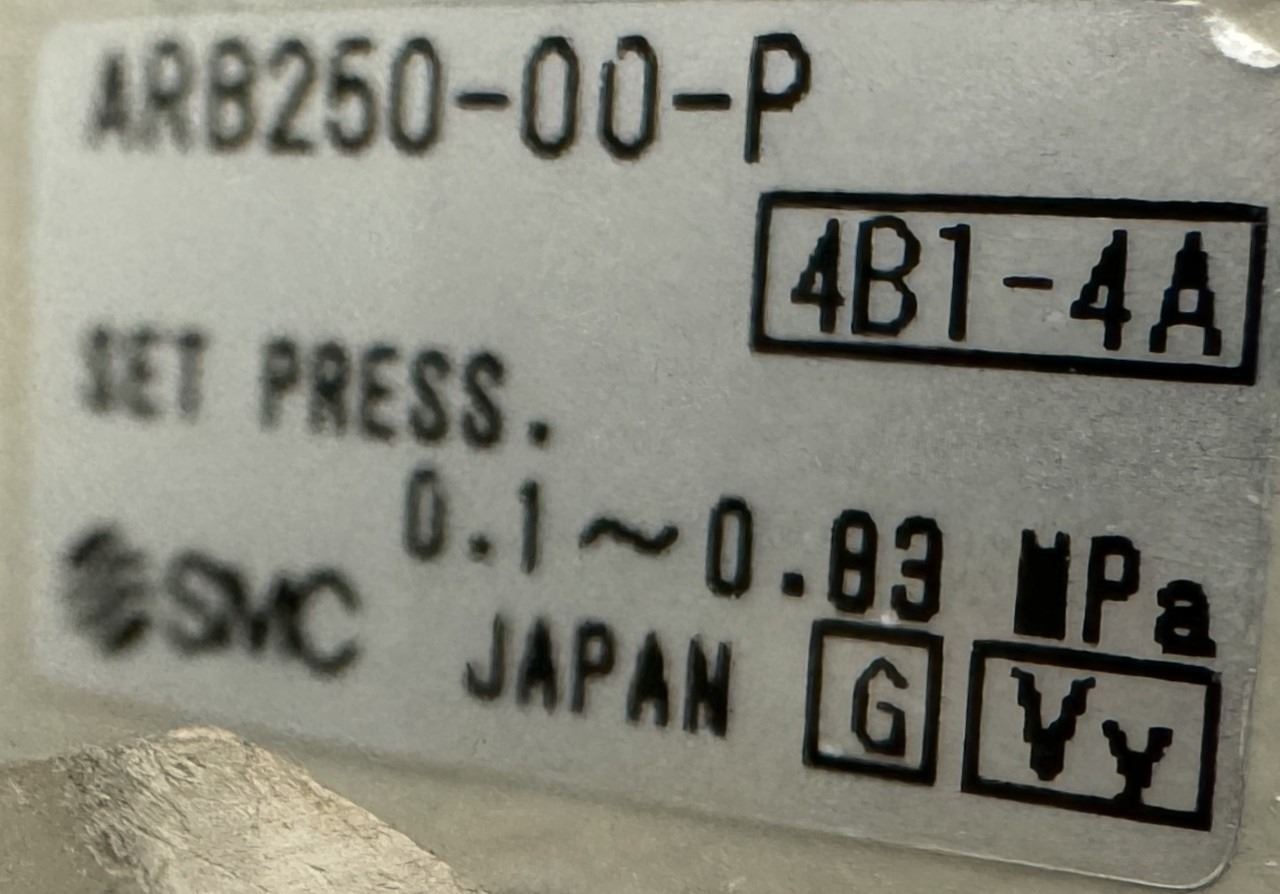 ARB250-00-P
4B1-4A
SET PRESS.
0.1~0.83 MPa
SMC JAPAN G Vy